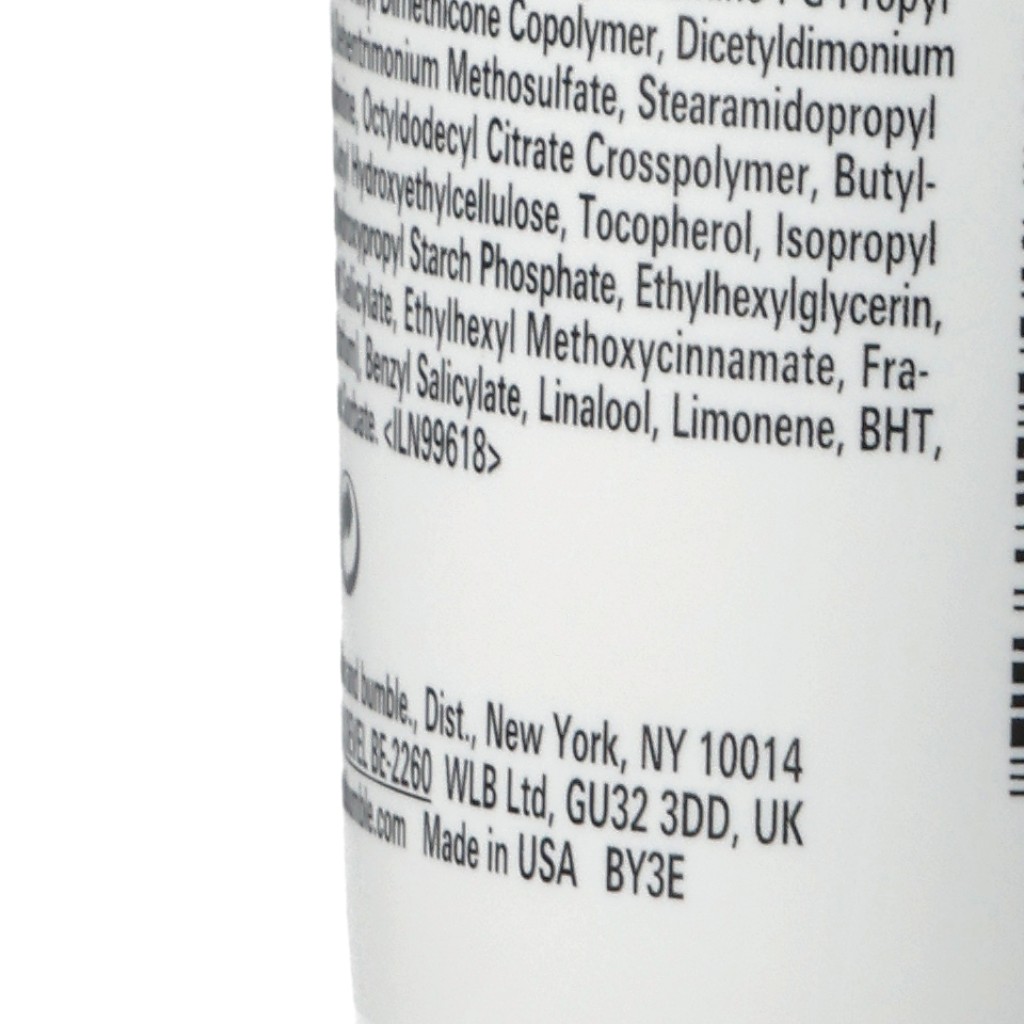 Dimethicone Copolymer, Dicetyldimonium
Methosulfate, Stearamidopropyl
Octyldodecyl Citrate Crosspolymer, Butyl-
Hydroxyethylcellulose, Tocopherol, Isopropyl
Starch Phosphate, Ethylhexylglycerin,
Salicylate, Ethylhexyl Methoxycinnamate, Fra-
Benzyl Salicylate, Linalool, Limonene, BHT,
<ILN99618>
and bumble., Dist., New York, NY 10014
BE-2260 WLB Ltd, GU32 3DD, UK
Made in USA BY3E